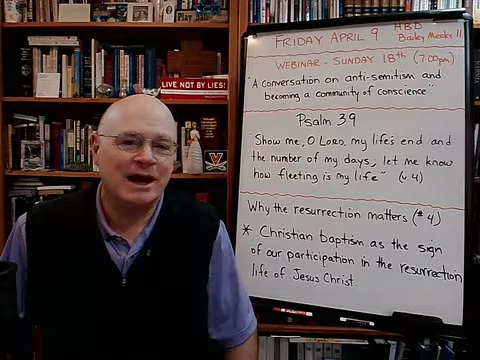 FRIDAY APRIL 9
HBD
Bailey Meeks !!
WEBINAR - SUNDAY 18th (7:00pm)
"A conversation on anti-semitism and
becoming a community of conscience"
Psalm 39
"Show me, O LORD, my life's end and
the number of my days; let me know
how fleeting is my life" (v. 4)
Why the resurrection matters (#4)
* Christian baptism as the sign
of our participation in the resurrection
life of Jesus Christ.
LIVE NOT BY LIES!
Play